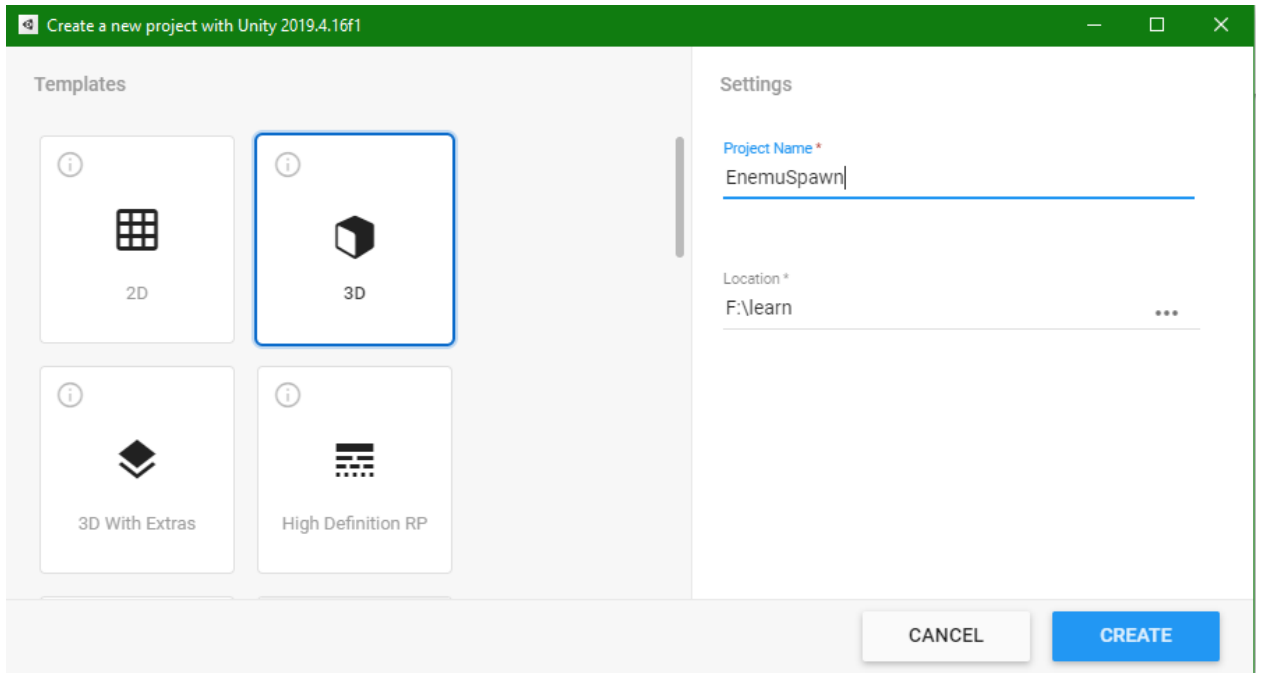 Create a new project with Unity 2019.4.16f1
Templates
2D
3D
3D With Extras
High Definition RP
Settings
Project Name *
EnemuSpawn
Location *
F:\learn
CANCEL
CREATE